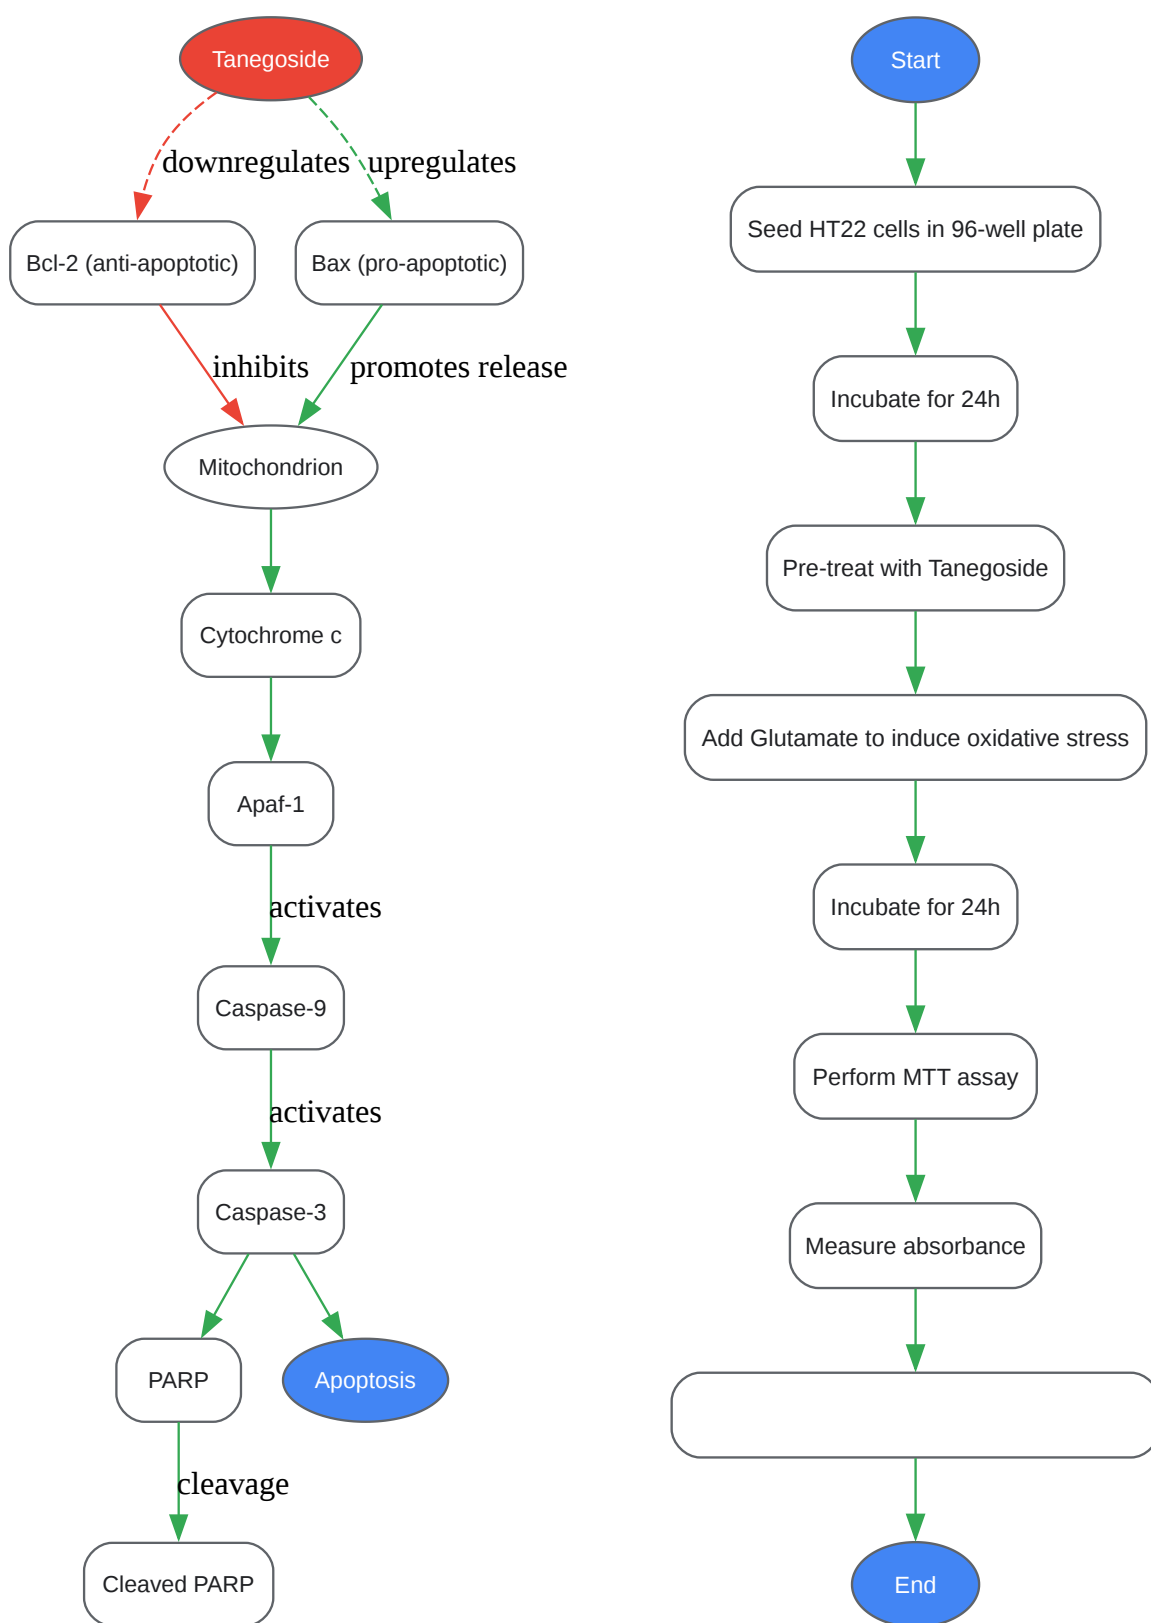 Tanegoside
downregulates
upregulates
Bcl-2 (anti-apoptotic)
Bax (pro-apoptotic)
inhibits
promotes release
Mitochondrion
Cytochrome c
Apaf-1
activates
Caspase-9
activates
Caspase-3
PARP
Apoptosis
cleavage
Cleaved PARP
Start
Seed HT22 cells in 96-well plate
Incubate for 24h
Pre-treat with Tanegoside
Add Glutamate to induce oxidative stress
Incubate for 24h
Perform MTT assay
Measure absorbance
End